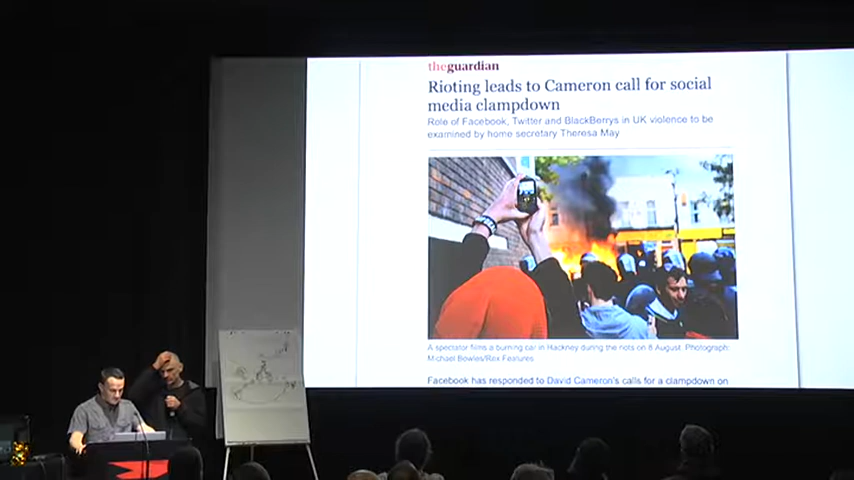 theguardian
Rioting leads to Cameron call for social
media clampdown
Role of Facebook, Twitter and BlackBerrys in UK violence to be
examined by home secretary Theresa May
A spectator films a burning car in Hackney during the riots on 8 August. Photograph:
Michael Bowles/Rex Features
Facebook has responded to David Cameron's calls for a clampdown on